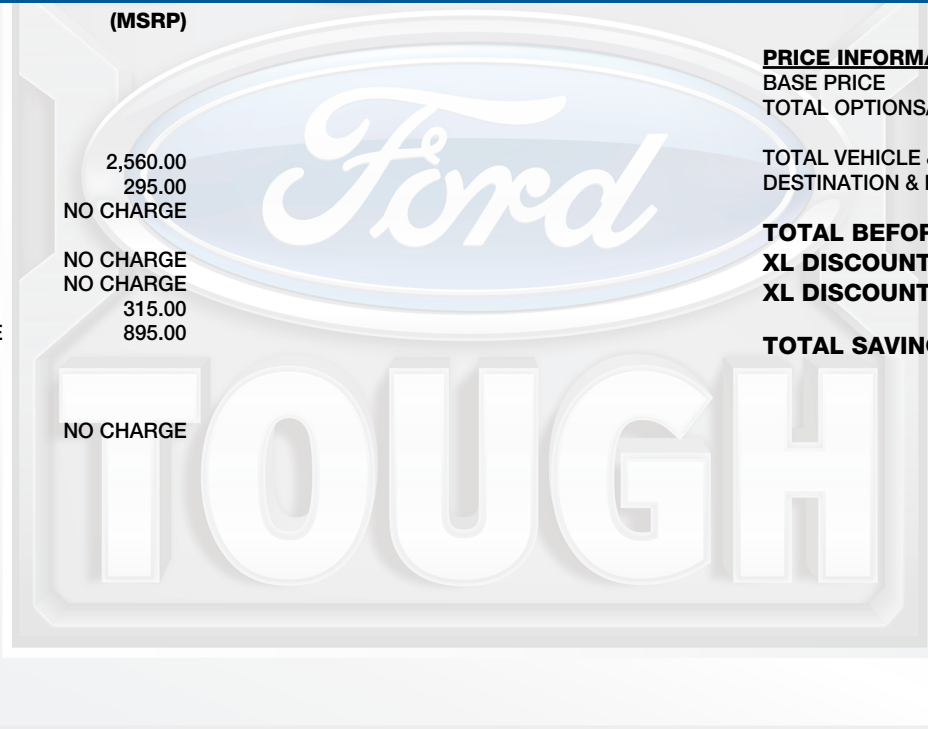 (MSRP)
2,560.00
295.00
NO CHARGE
NO CHARGE
NO CHARGE
315.00
895.00
NO CHARGE
Ford
TOUGH
PRICE INFORMA
BASE PRICE
TOTAL OPTIONS
TOTAL VEHICLE
DESTINATION &
TOTAL BEFOR
XL DISCOUNT
XL DISCOUNT
TOTAL SAVIN